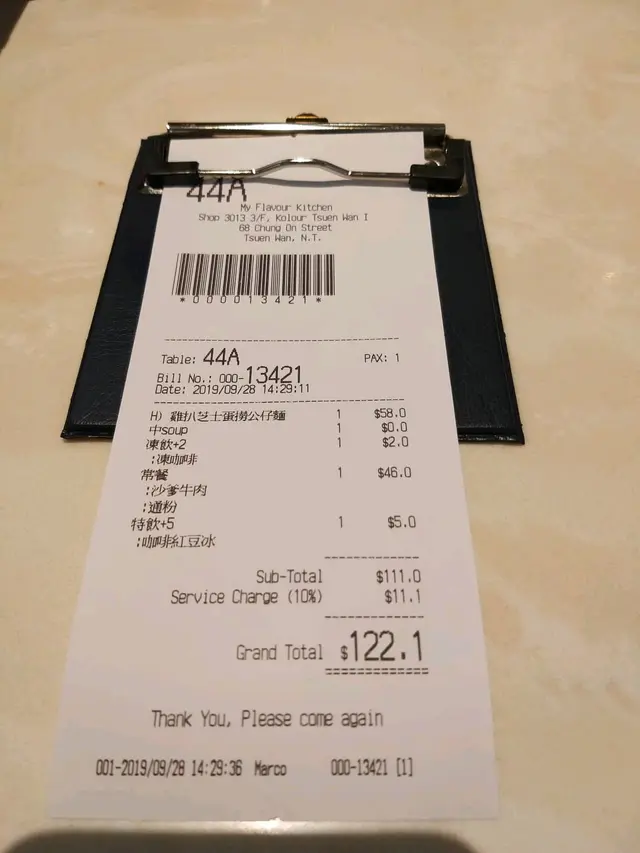 44A
My Flavour Kitchen
Shop 3013 3/F, Kolour Tsuen Wan I
68 Chung On Street
Tsuen Wan, N.T.
*000013421*
Table: 44A PAX: 1
Bill No.: 000-13421
Date: 2019/09/28 14:29:11
H) 雞扒芝士蛋撈公仔麵 1 $58.0
中soup 1 $0.0
凍飲+2 1 $2.0
:凍咖啡
常餐 1 $46.0
:沙爹牛肉
:通粉
特飲+5 1 $5.0
:咖啡紅豆冰
Sub-Total $111.0
Service Charge (10%) $11.1
Grand Total $122.1
Thank You, Please come again
001-2019/09/28 14:29:36 Marco 000-13421 [1]